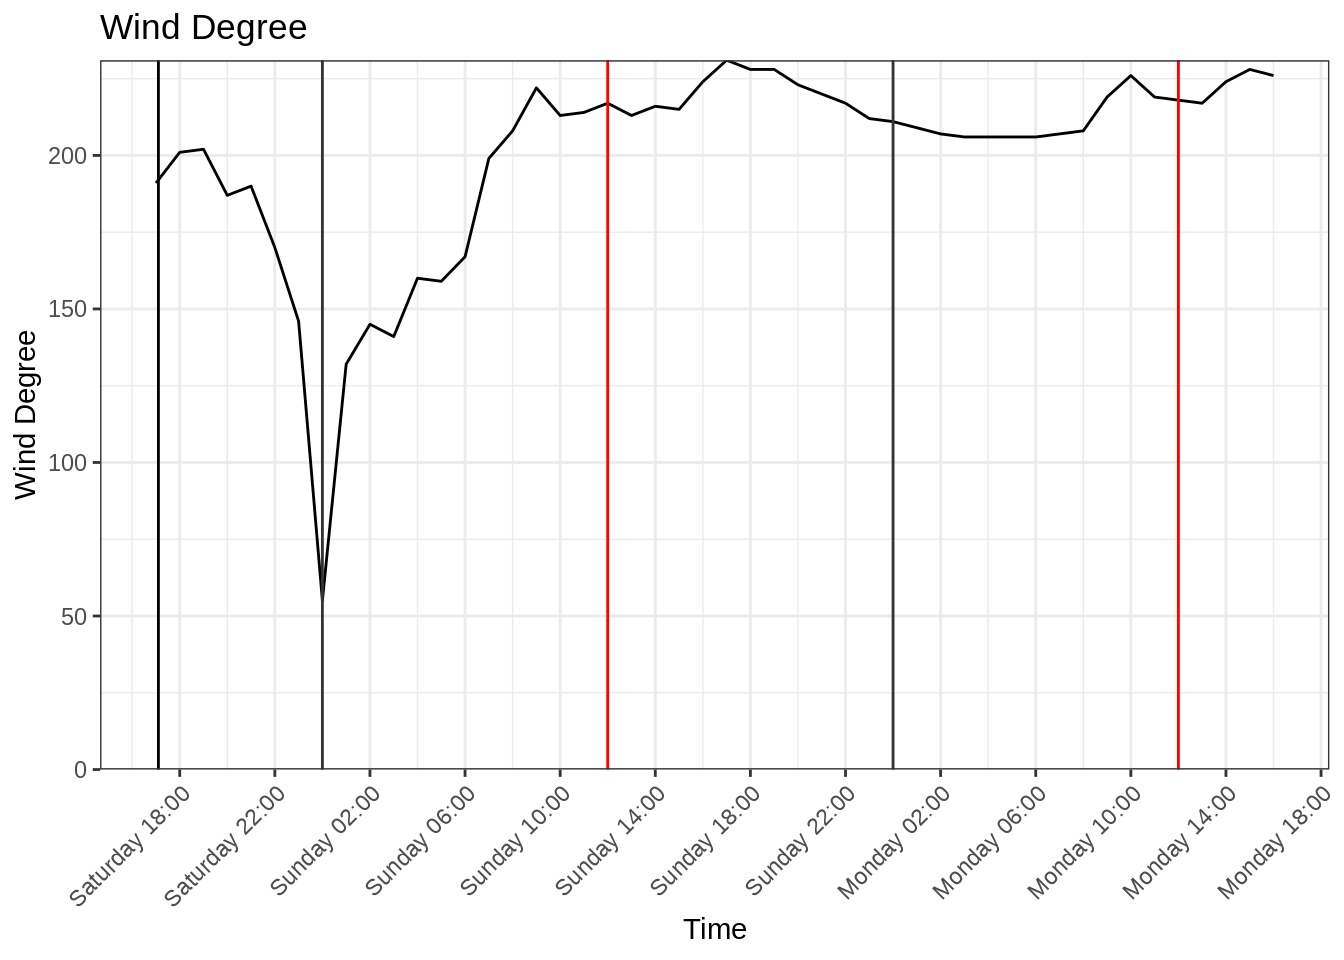 Wind Degree
Wind Degree
200
150
100
50
0
Saturday 18:00
Saturday 22:00
Sunday 02:00
Sunday 06:00
Sunday 10:00
Sunday 14:00
Sunday 18:00
Sunday 22:00
Monday 02:00
Monday 06:00
Monday 10:00
Monday 14:00
Monday 18:00
Time